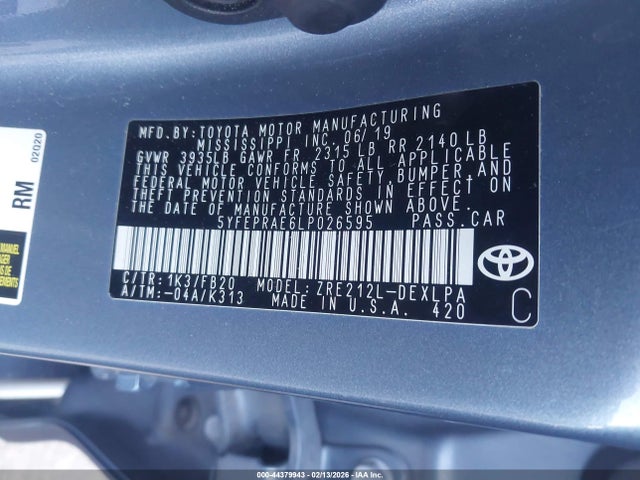 MFD.BY:TOYOTA MOTOR MANUFACTURING
MISSISSIPPI INC. 06/19
GVWR 3935LB GAWR FR 2315 LB RR 2140 LB
THIS VEHICLE CONFORMS TO ALL APPLICABLE
FEDERAL MOTOR VEHICLE SAFETY, BUMPER,AND
THEFT PREVENTION STANDARDS IN EFFECT ON
THE DATE OF MANUFACTURE SHOWN ABOVE.
5YFEPRAE6LP026595 PASS.CAR
C/TR:1K3/FB20 MODEL:ZRE212L-DEXLPA
A/TM:-04A/K313 MADE IN U.S.A. 420
C
02020
RM
000-44379943 - 02/13/2026 - IAA Inc.